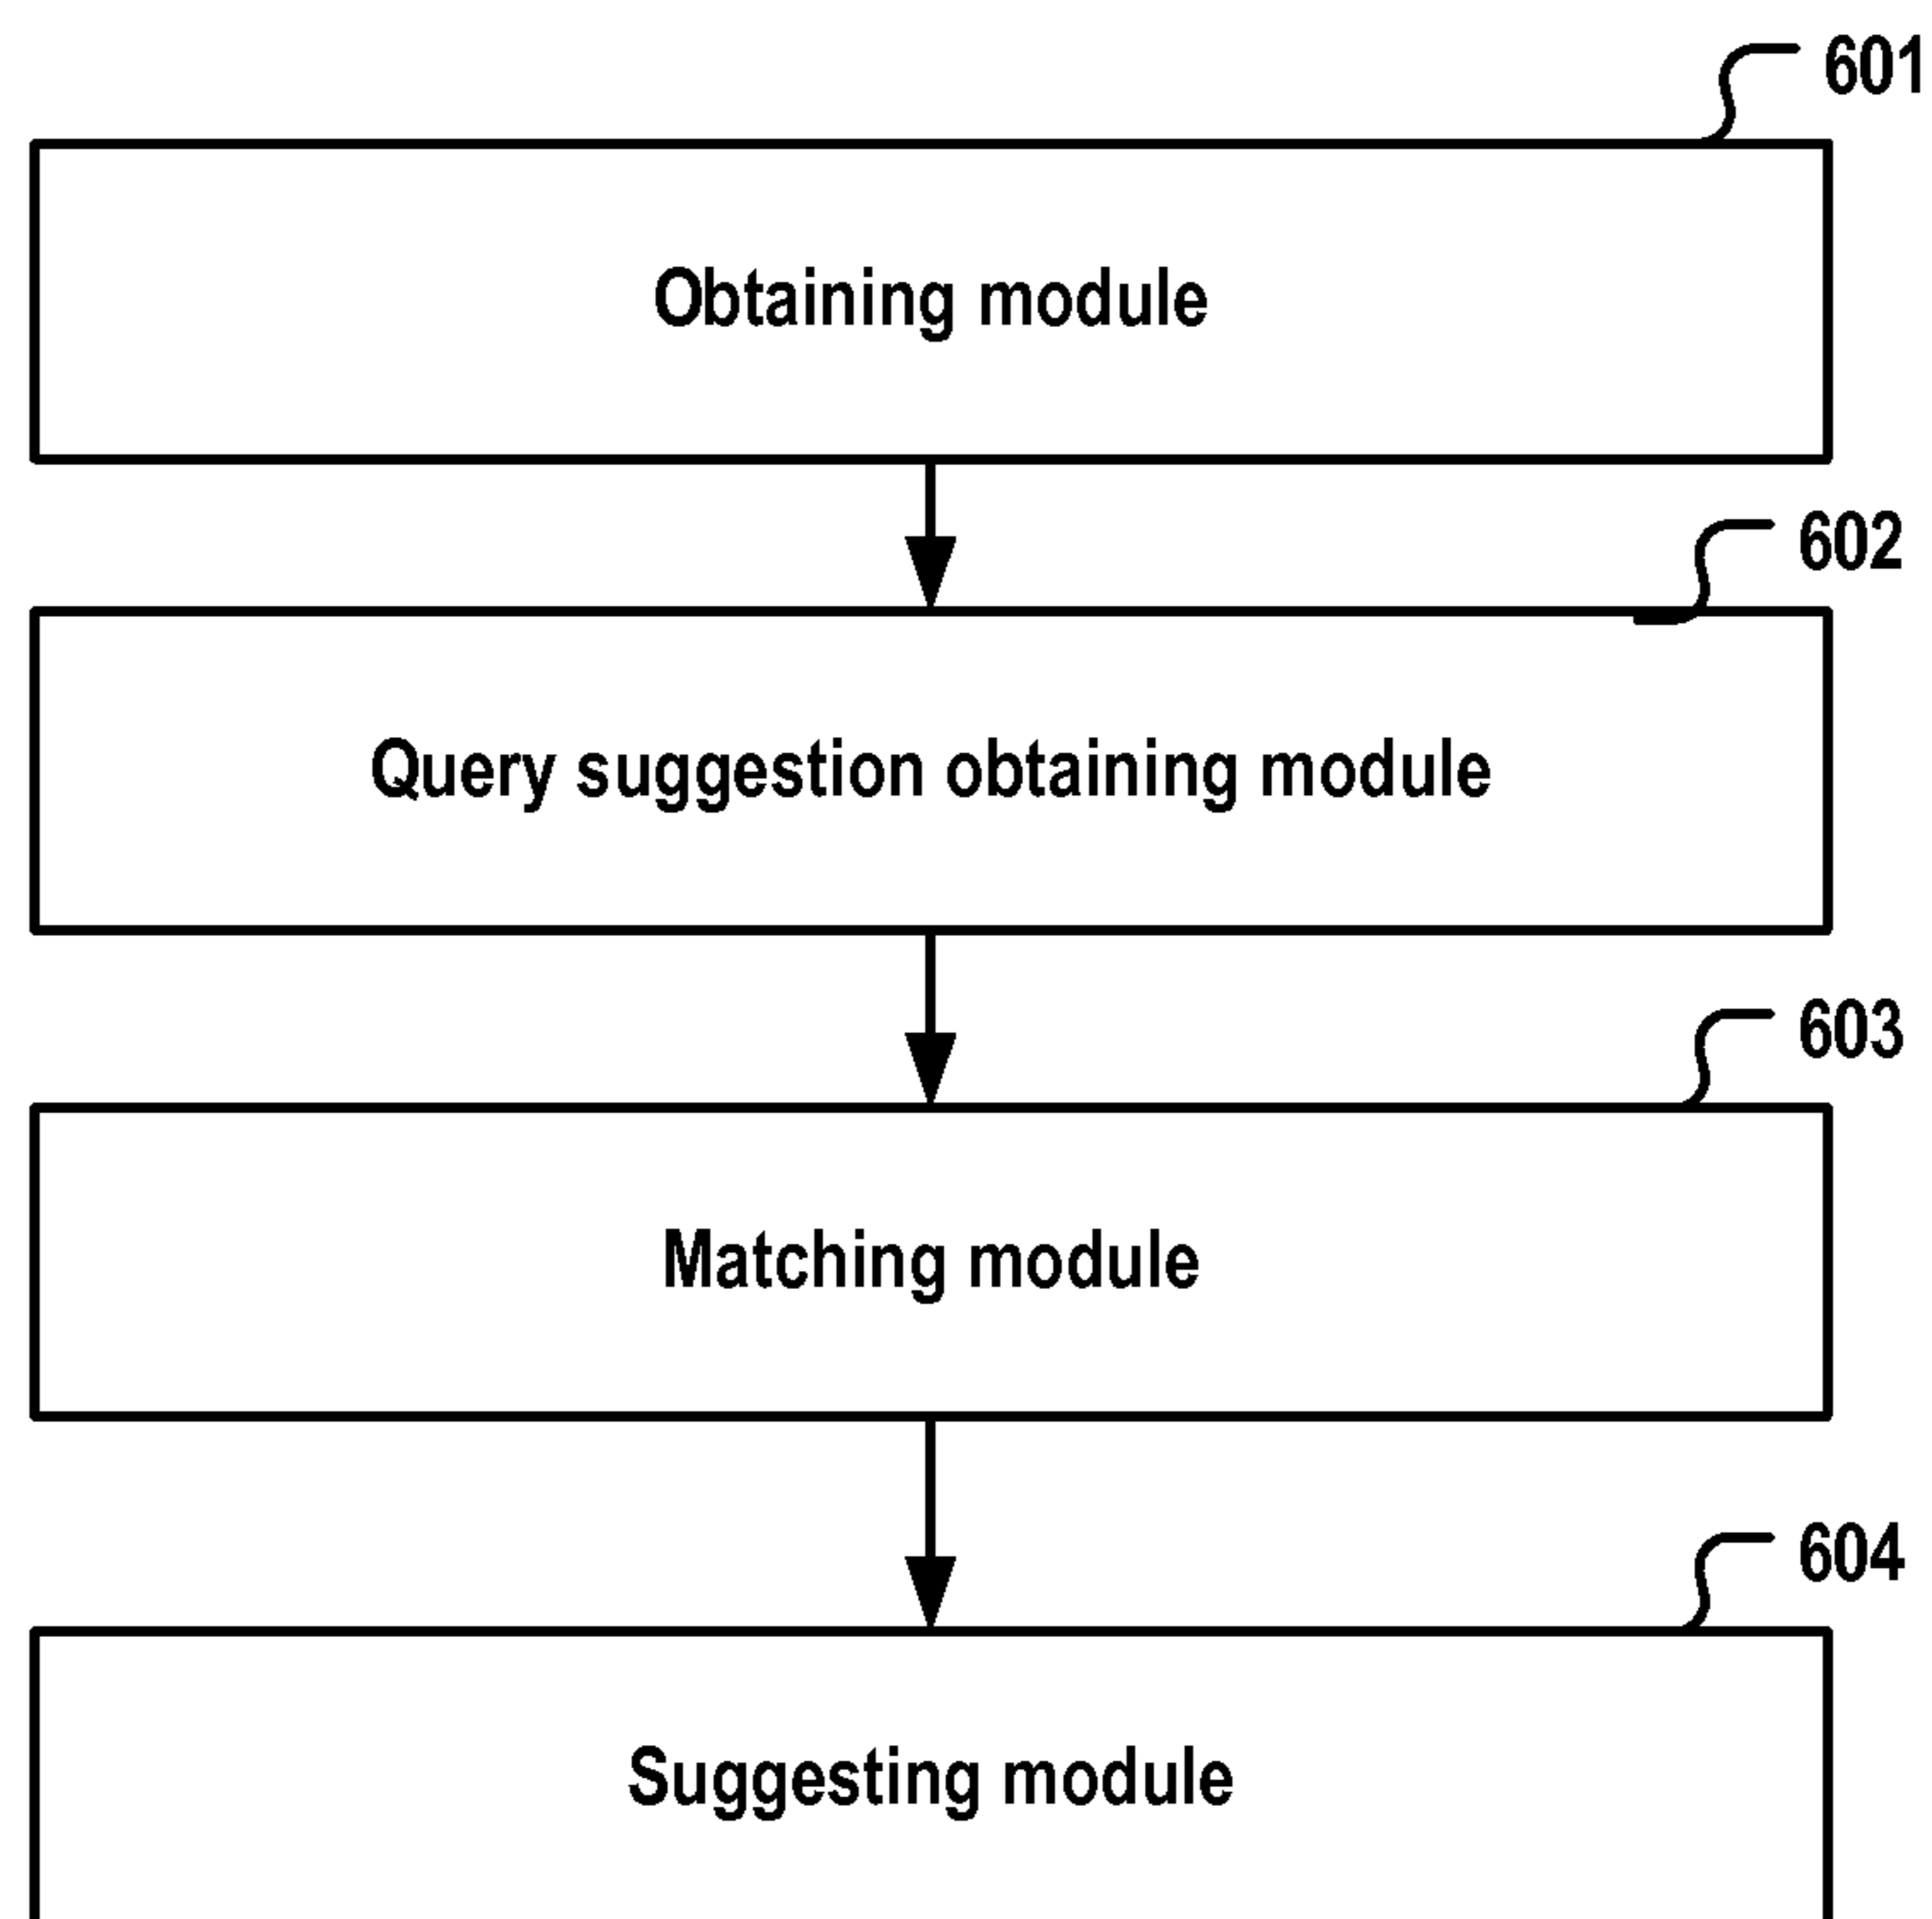 601
Obtaining module
602
Query suggestion obtaining module
603
Matching module
604
Suggesting module